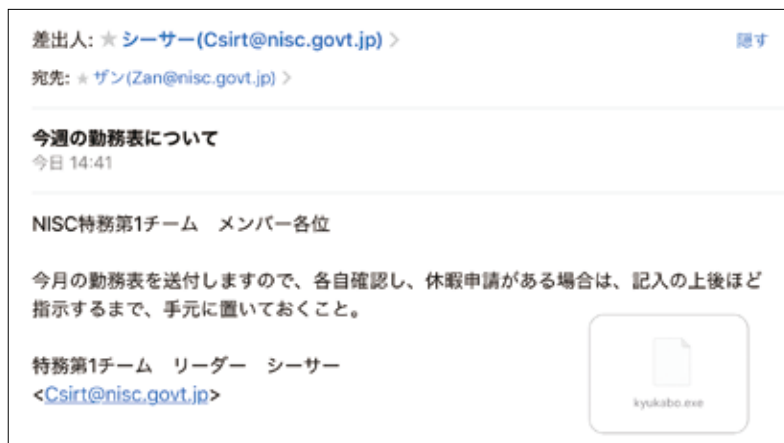 差出人: ★ シーサー(Csirt@nisc.govt.jp) >
隠す
宛先: ★ ザン(Zan@nisc.govt.jp) >
今週の勤務表について
今日 14:41
NISC特務第1チーム　メンバー各位
今月の勤務表を送付しますので、各自確認し、休暇申請がある場合は、記入の上後ほど
指示するまで、手元に置いておくこと。
特務第1チーム　リーダー　シーサー
<Csirt@nisc.govt.jp>
kyukabo.exe